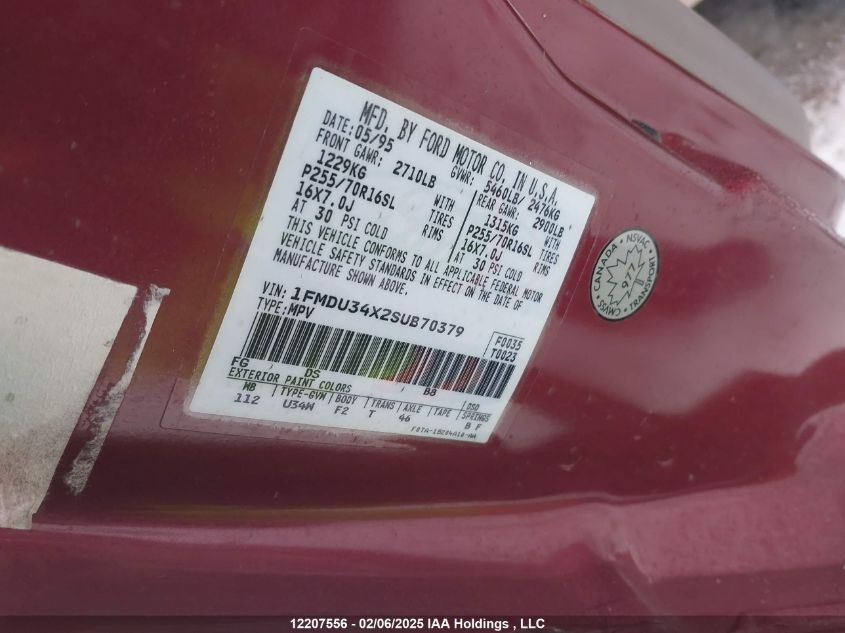 MFD. BY FORD MOTOR CO. IN U.S.A.
DATE: 05/95 GVWR: 5460LB/ 2476KG
FRONT GAWR: 2710LB REAR GAWR: 2900LB
1229KG WITH 1315KG WITH
P255/70R16SL TIRES P255/70R16SL TIRES
16X7.0J RIMS 16X7.0J RIMS
AT 30 PSI COLD AT 30 PSI COLD
THIS VEHICLE CONFORMS TO ALL APPLICABLE FEDERAL MOTOR
VEHICLE SAFETY STANDARDS IN EFFECT ON THE DATE OF
MANUFACTURE SHOWN ABOVE.
VIN: 1FMDU34X2SUB70379
TYPE: MPV
F0035
T0023
FG DS B8
EXTERIOR PAINT COLORS DSO
WB TYPE-GVW BODY TRANS AXLE TAPE SPRINGS
112 U34W F2 T 46 B F
CANADA
NSVAC
TRANSPORT
CMVSS
12207556 - 02/06/2025 IAA Holdings , LLC